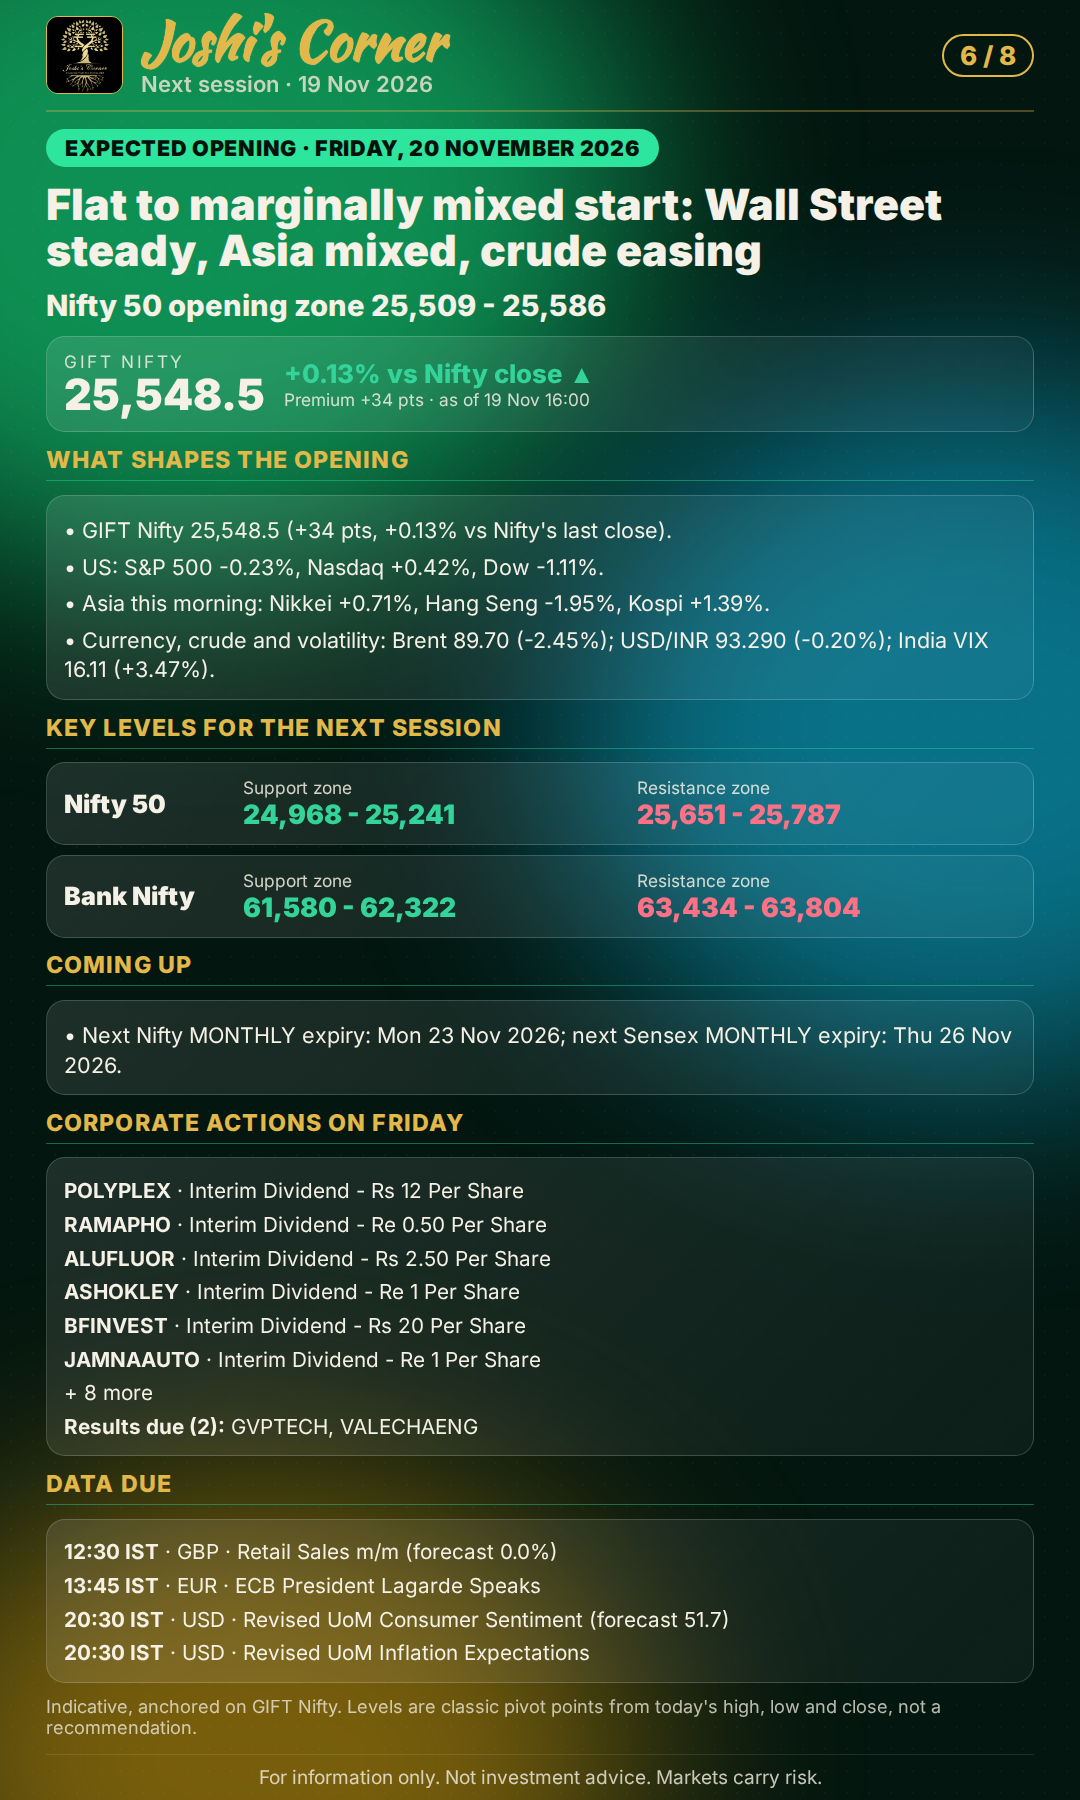 Joshi's Corner
Joshi's Corner
Next session · 19 Nov 2026
6 / 8
EXPECTED OPENING · FRIDAY, 20 NOVEMBER 2026
Flat to marginally mixed start: Wall Street
steady, Asia mixed, crude easing
Nifty 50 opening zone 25,509 - 25,586
GIFT NIFTY
25,548.5
+0.13% vs Nifty close ▲
Premium +34 pts · as of 19 Nov 16:00
WHAT SHAPES THE OPENING
• GIFT Nifty 25,548.5 (+34 pts, +0.13% vs Nifty's last close).
• US: S&P 500 -0.23%, Nasdaq +0.42%, Dow -1.11%.
• Asia this morning: Nikkei +0.71%, Hang Seng -1.95%, Kospi +1.39%.
• Currency, crude and volatility: Brent 89.70 (-2.45%); USD/INR 93.290 (-0.20%); India VIX
16.11 (+3.47%).
KEY LEVELS FOR THE NEXT SESSION
Nifty 50
Support zone
24,968 - 25,241
Resistance zone
25,651 - 25,787
Bank Nifty
Support zone
61,580 - 62,322
Resistance zone
63,434 - 63,804
COMING UP
• Next Nifty MONTHLY expiry: Mon 23 Nov 2026; next Sensex MONTHLY expiry: Thu 26 Nov
2026.
CORPORATE ACTIONS ON FRIDAY
POLYPLEX · Interim Dividend - Rs 12 Per Share
RAMAPHO · Interim Dividend - Re 0.50 Per Share
ALUFLUOR · Interim Dividend - Rs 2.50 Per Share
ASHOKLEY · Interim Dividend - Re 1 Per Share
BFINVEST · Interim Dividend - Rs 20 Per Share
JAMNAAUTO · Interim Dividend - Re 1 Per Share
+ 8 more
Results due (2): GVPTECH, VALECHAENG
DATA DUE
12:30 IST · GBP · Retail Sales m/m (forecast 0.0%)
13:45 IST · EUR · ECB President Lagarde Speaks
20:30 IST · USD · Revised UoM Consumer Sentiment (forecast 51.7)
20:30 IST · USD · Revised UoM Inflation Expectations
Indicative, anchored on GIFT Nifty. Levels are classic pivot points from today's high, low and close, not a
recommendation.
For information only. Not investment advice. Markets carry risk.